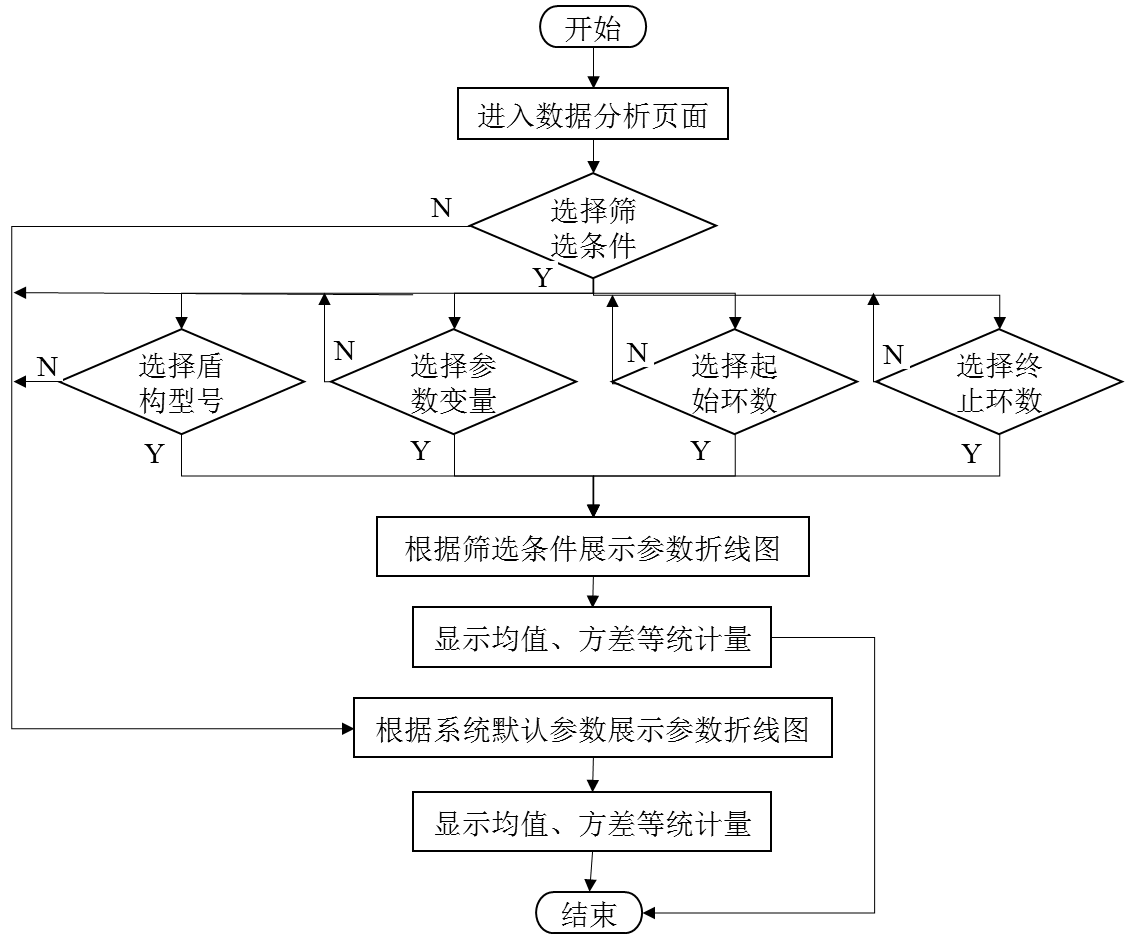 开始
进入数据分析页面
N
选择筛
选条件
Y
N
选择盾
构型号
N
选择参
数变量
N
选择起
始环数
N
选择终
止环数
Y
Y
Y
Y
根据筛选条件展示参数折线图
显示均值、方差等统计量
根据系统默认参数展示参数折线图
显示均值、方差等统计量
结束